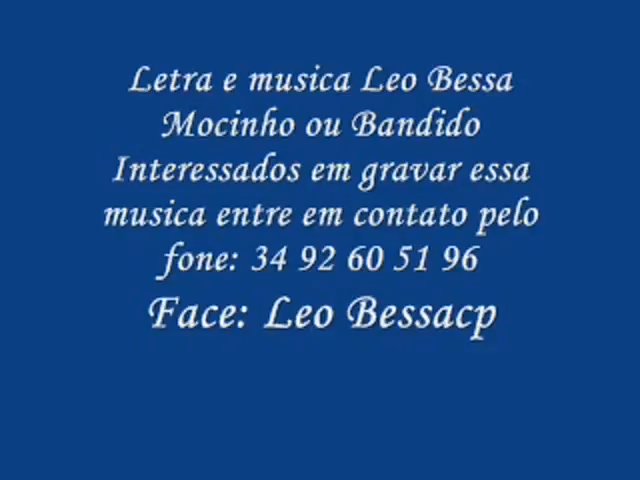 Letra e musica Leo Bessa
Mocinho ou Bandido
Interessados em gravar essa
musica entre em contato pelo
fone: 34 92 60 51 96
Face: Leo Bessacp